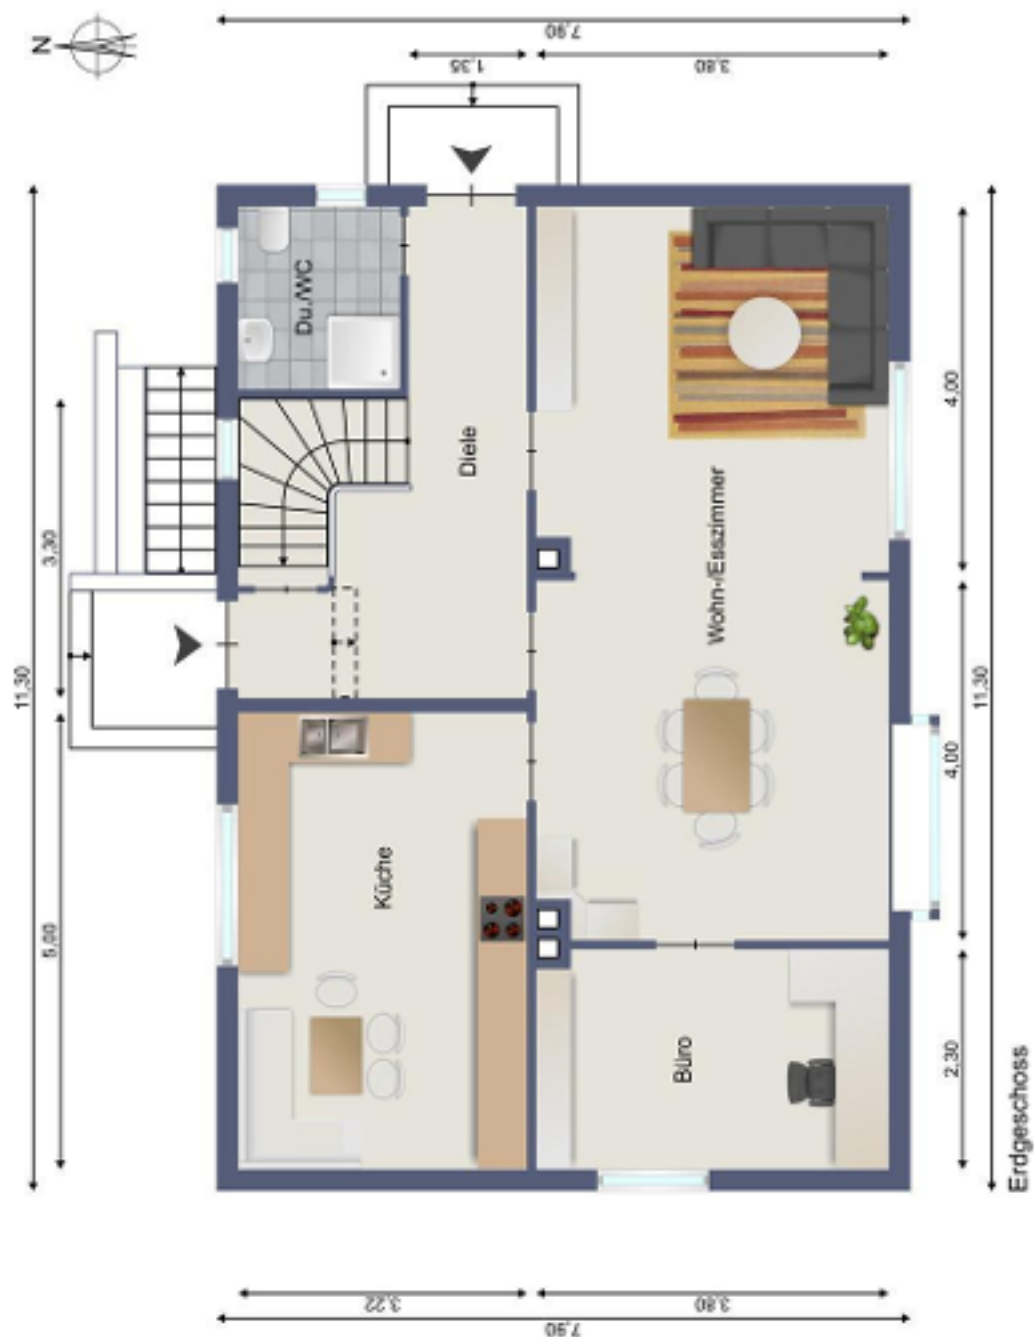 N
7,90
1,35
3,80
Du./WC
Diele
4,00
3,30
Wohn-/Esszimmer
11,30
11,30
4,00
Küche
5,00
Büro
2,30
Erdgeschoss
3,22
3,80
7,90